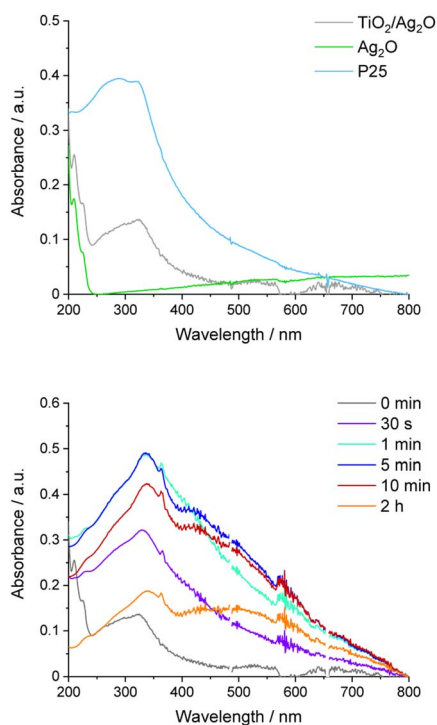 TiO₂/Ag₂O
Ag₂O
P25
Absorbance / a.u.
0.5
0.4
0.3
0.2
0.1
0
200 300 400 500 600 700 800
Wavelength / nm
0 min
30 s
1 min
5 min
10 min
2 h
Absorbance / a.u.
0.6
0.5
0.4
0.3
0.2
0.1
0
200 300 400 500 600 700 800
Wavelength / nm